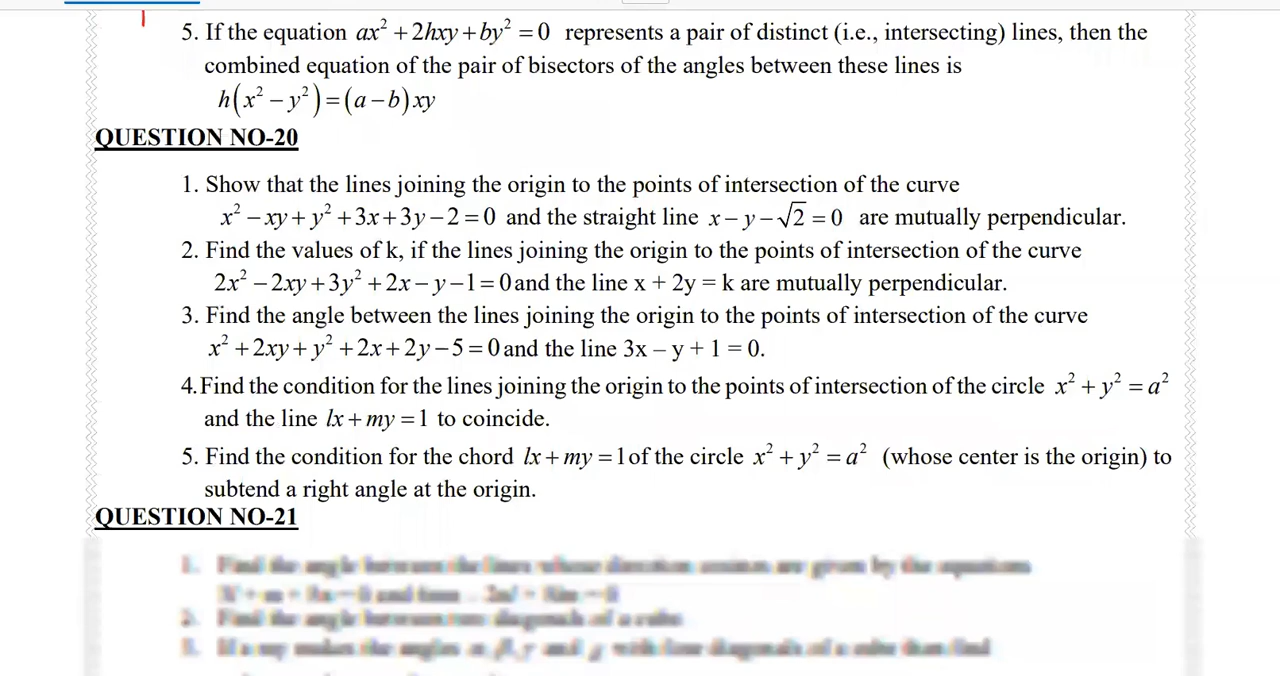 5. If the equation ax² + 2hxy + by² = 0 represents a pair of distinct (i.e., intersecting) lines, then the
combined equation of the pair of bisectors of the angles between these lines is
h(x² – y²) = (a – b)xy
QUESTION NO-20
1. Show that the lines joining the origin to the points of intersection of the curve
x² – xy + y² + 3x + 3y – 2 = 0 and the straight line x – y – √2 = 0 are mutually perpendicular.
2. Find the values of k, if the lines joining the origin to the points of intersection of the curve
2x² – 2xy + 3y² + 2x – y – 1 = 0 and the line x + 2y = k are mutually perpendicular.
3. Find the angle between the lines joining the origin to the points of intersection of the curve
x² + 2xy + y² + 2x + 2y – 5 = 0 and the line 3x – y + 1 = 0.
4. Find the condition for the lines joining the origin to the points of intersection of the circle x² + y² = a²
and the line lx + my = 1 to coincide.
5. Find the condition for the chord lx + my = 1 of the circle x² + y² = a² (whose center is the origin) to
subtend a right angle at the origin.
QUESTION NO-21